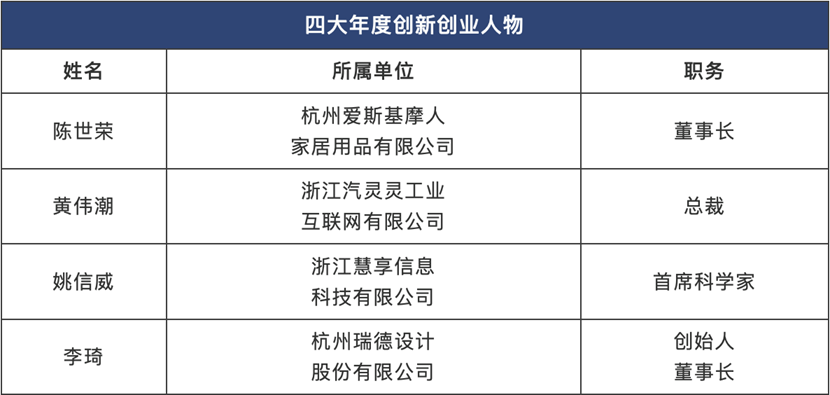 四大年度创新创业人物
姓名 所属单位 职务
陈世荣 杭州爱斯基摩人 董事长
家居用品有限公司
黄伟潮 浙江汽灵灵工业 总裁
互联网有限公司
姚信威 浙江慧享信息 首席科学家
科技有限公司
李琦 杭州瑞德设计 创始人
股份有限公司 董事长